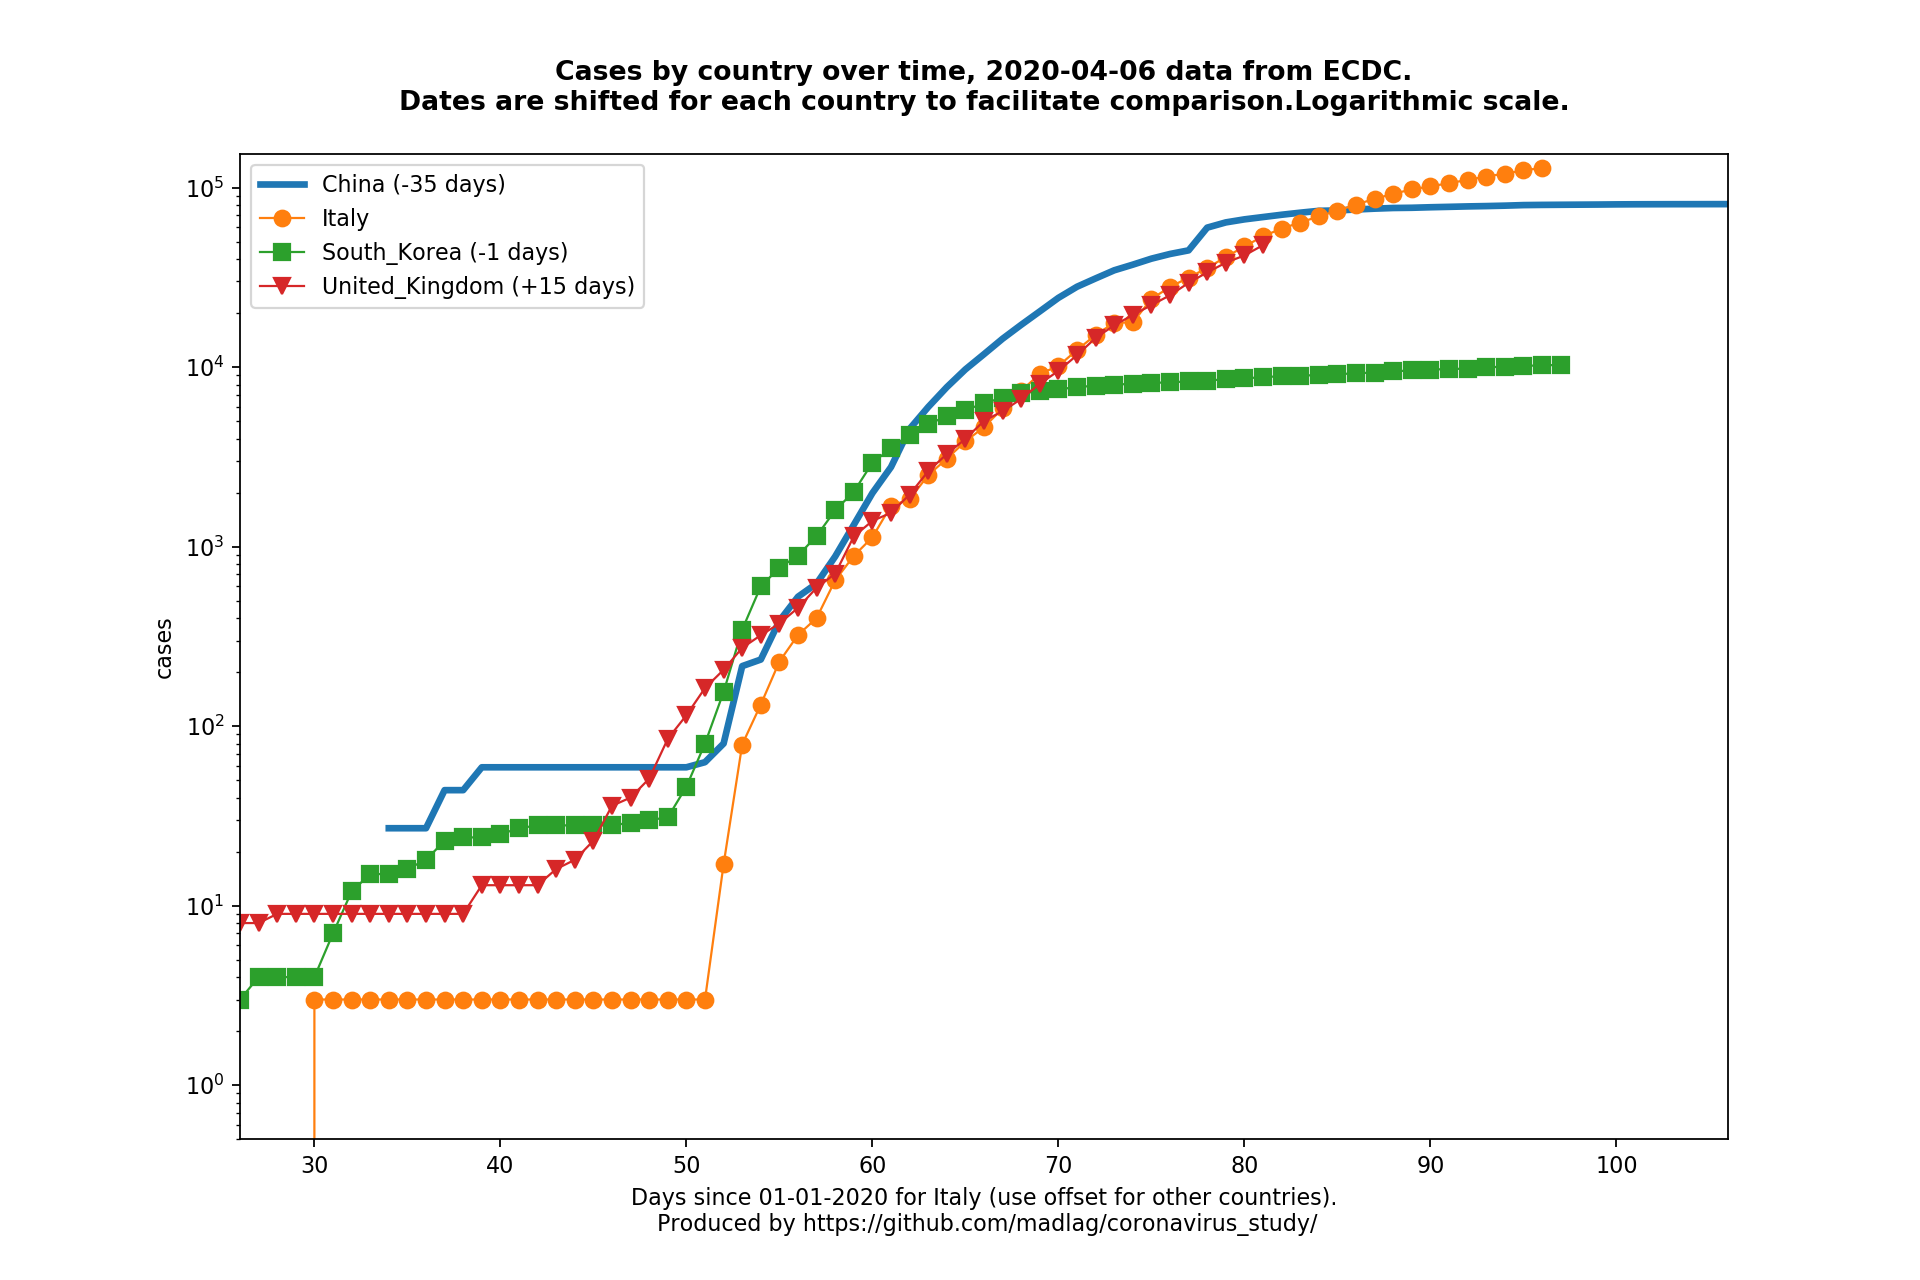 Cases by country over time, 2020-04-06 data from ECDC.
Dates are shifted for each country to facilitate comparison.Logarithmic scale.
China (-35 days)
Italy
South_Korea (-1 days)
United_Kingdom (+15 days)
10^5
10^4
10^3
10^2
10^1
10^0
cases
30 40 50 60 70 80 90 100
Days since 01-01-2020 for Italy (use offset for other countries).
Produced by https://github.com/madlag/coronavirus_study/